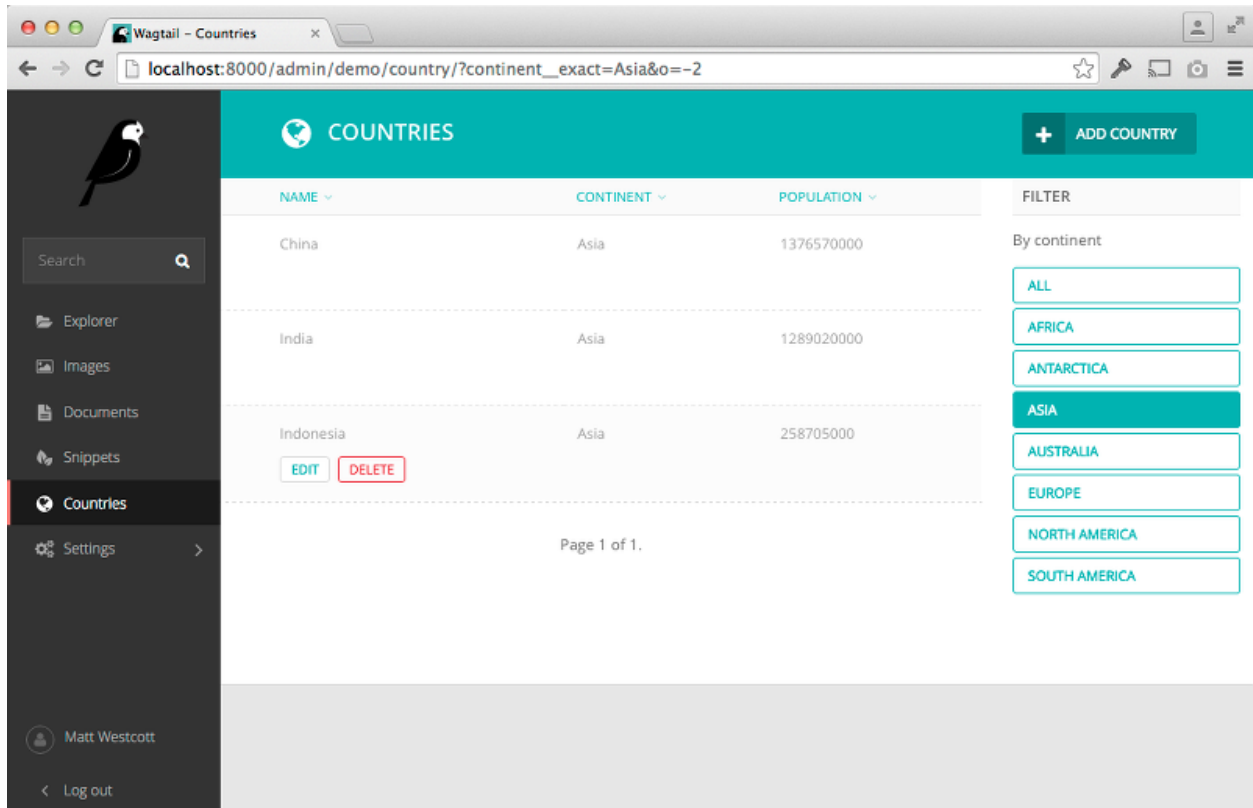 Wagtail – Countries
localhost:8000/admin/demo/country/?continent__exact=Asia&o=-2
COUNTRIES
ADD COUNTRY
Search
Explorer
Images
Documents
Snippets
Countries
Settings
Matt Westcott
Log out
NAME CONTINENT POPULATION
China Asia 1376570000
India Asia 1289020000
Indonesia Asia 258705000
EDIT DELETE
Page 1 of 1.
FILTER
By continent
ALL
AFRICA
ANTARCTICA
ASIA
AUSTRALIA
EUROPE
NORTH AMERICA
SOUTH AMERICA